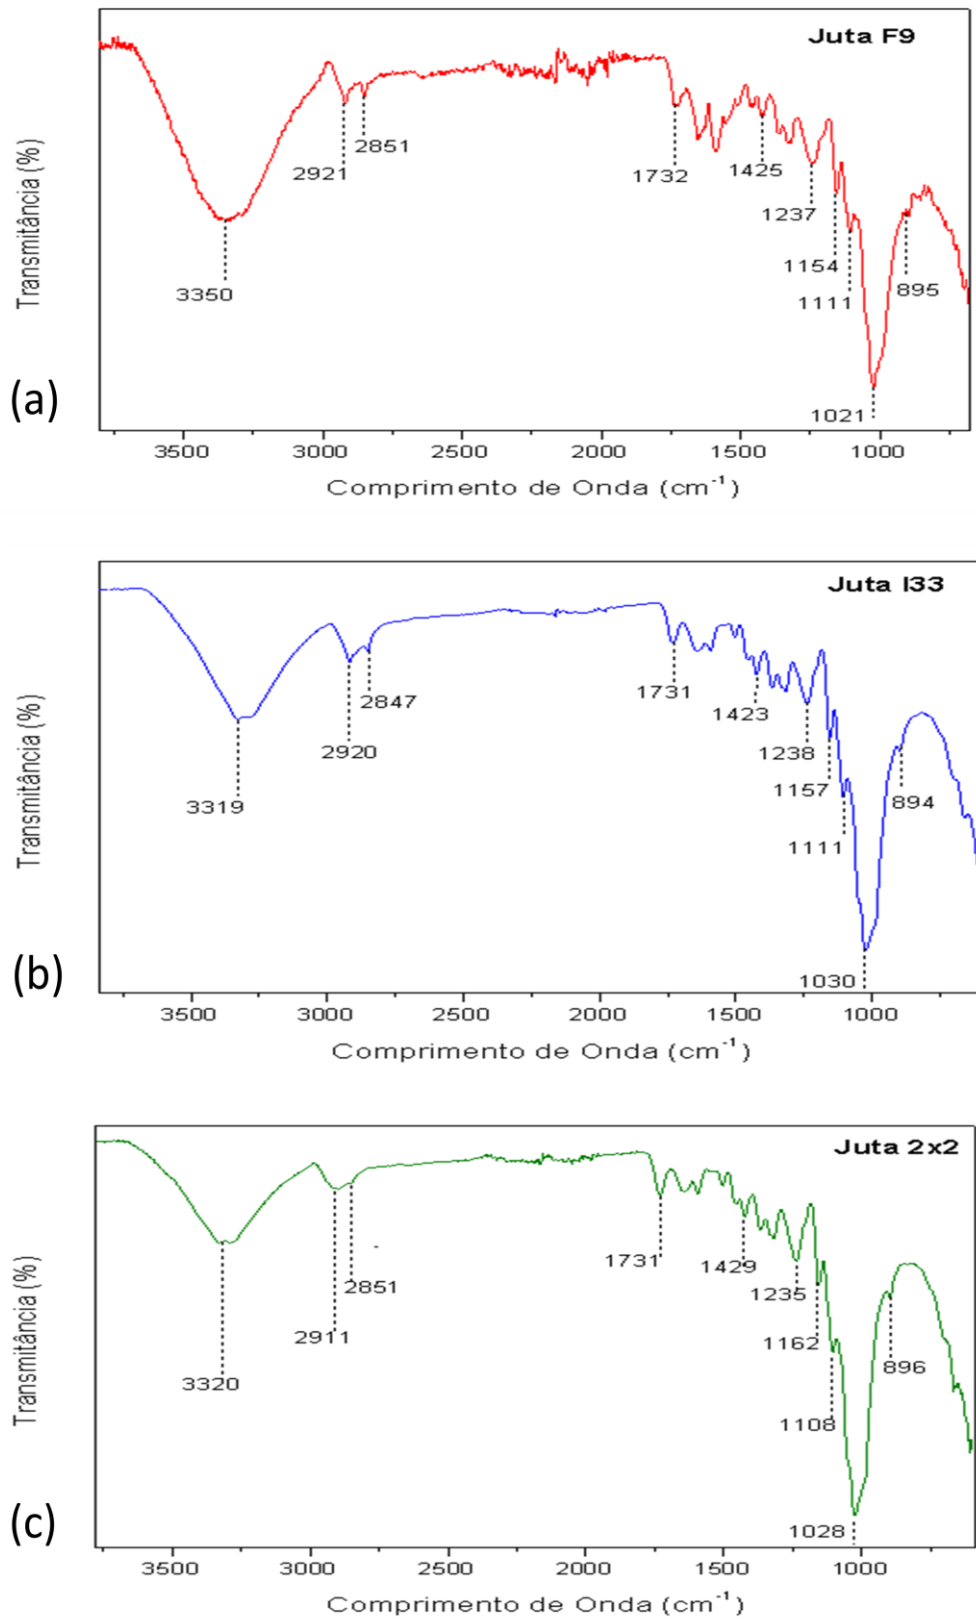 Juta F9
Transmitância (%)
2921
2851
3350
1732
1425
1237
1154
1111
895
1021
(a)
3500 3000 2500 2000 1500 1000
Comprimento de Onda (cm⁻¹)
Juta I33
Transmitância (%)
3319
2920
2847
1731
1423
1238
1157
1111
894
1030
(b)
3500 3000 2500 2000 1500 1000
Comprimento de Onda (cm⁻¹)
Juta 2x2
Transmitância (%)
3320
2911
2851
1731
1429
1235
1162
1108
896
1028
(c)
3500 3000 2500 2000 1500 1000
Comprimento de Onda (cm⁻¹)